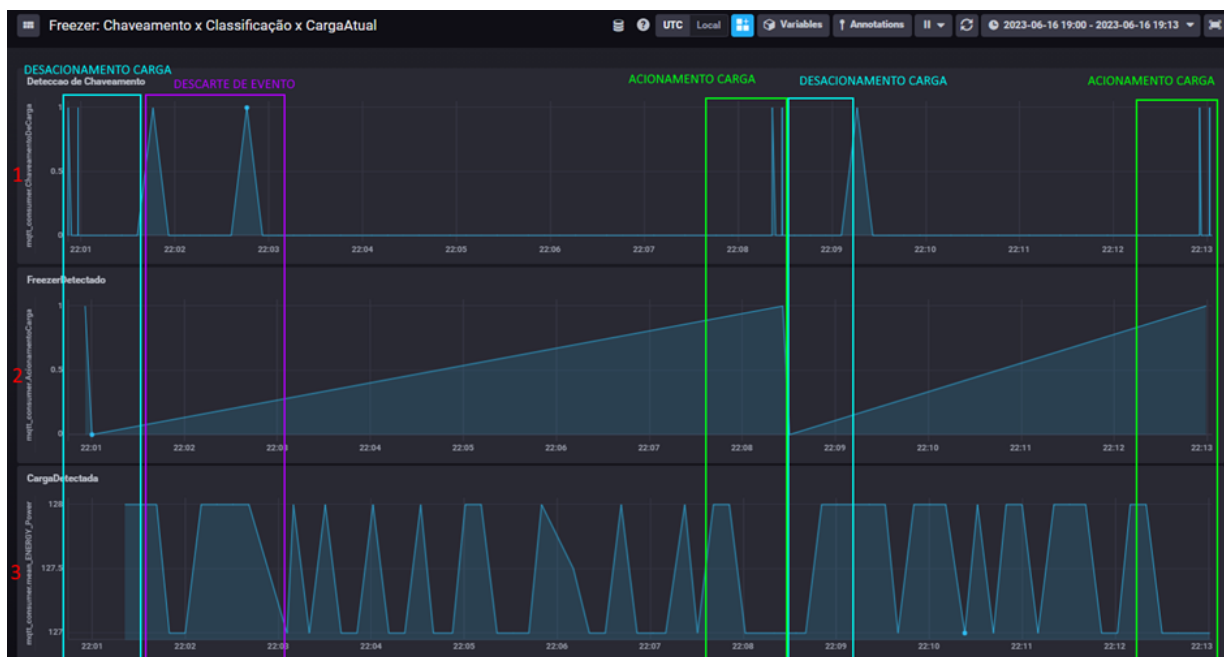 Freezer: Chaveamento x Classificação x CargaAtual
UTC Local Variables Annotations 2023-06-16 19:00 - 2023-06-16 19:13
DESACIONAMENTO CARGA
DESCARTE DE EVENTO
ACIONAMENTO CARGA
DESACIONAMENTO CARGA
ACIONAMENTO CARGA
Deteccao de Chaveamento
1
mqtt_consumer.ChaveamentoDeCarga
1
0.5
0
22:01 22:02 22:03 22:04 22:05 22:06 22:07 22:08 22:09 22:10 22:11 22:12 22:13
FreezerDetectado
2
mqtt_consumer.AcionamentoCarga
1
0.5
0
22:01 22:02 22:03 22:04 22:05 22:06 22:07 22:08 22:09 22:10 22:11 22:12 22:13
CargaDetectada
3
mqtt_consumer.mean_ENERGY_Power
128
127.5
127
22:01 22:02 22:03 22:04 22:05 22:06 22:07 22:08 22:09 22:10 22:11 22:12 22:13